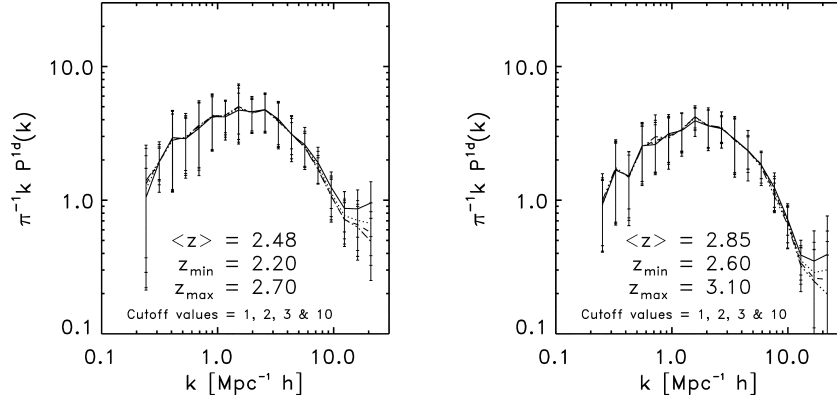 10.0
1.0
0.1
π⁻¹k P¹ᵈ(k)
<z> = 2.48
z_min = 2.20
z_max = 2.70
Cutoff values = 1, 2, 3 & 10
0.1 1.0 10.0
k [Mpc⁻¹ h]
10.0
1.0
0.1
π⁻¹k P¹ᵈ(k)
<z> = 2.85
z_min = 2.60
z_max = 3.10
Cutoff values = 1, 2, 3 & 10
0.1 1.0 10.0
k [Mpc⁻¹ h]